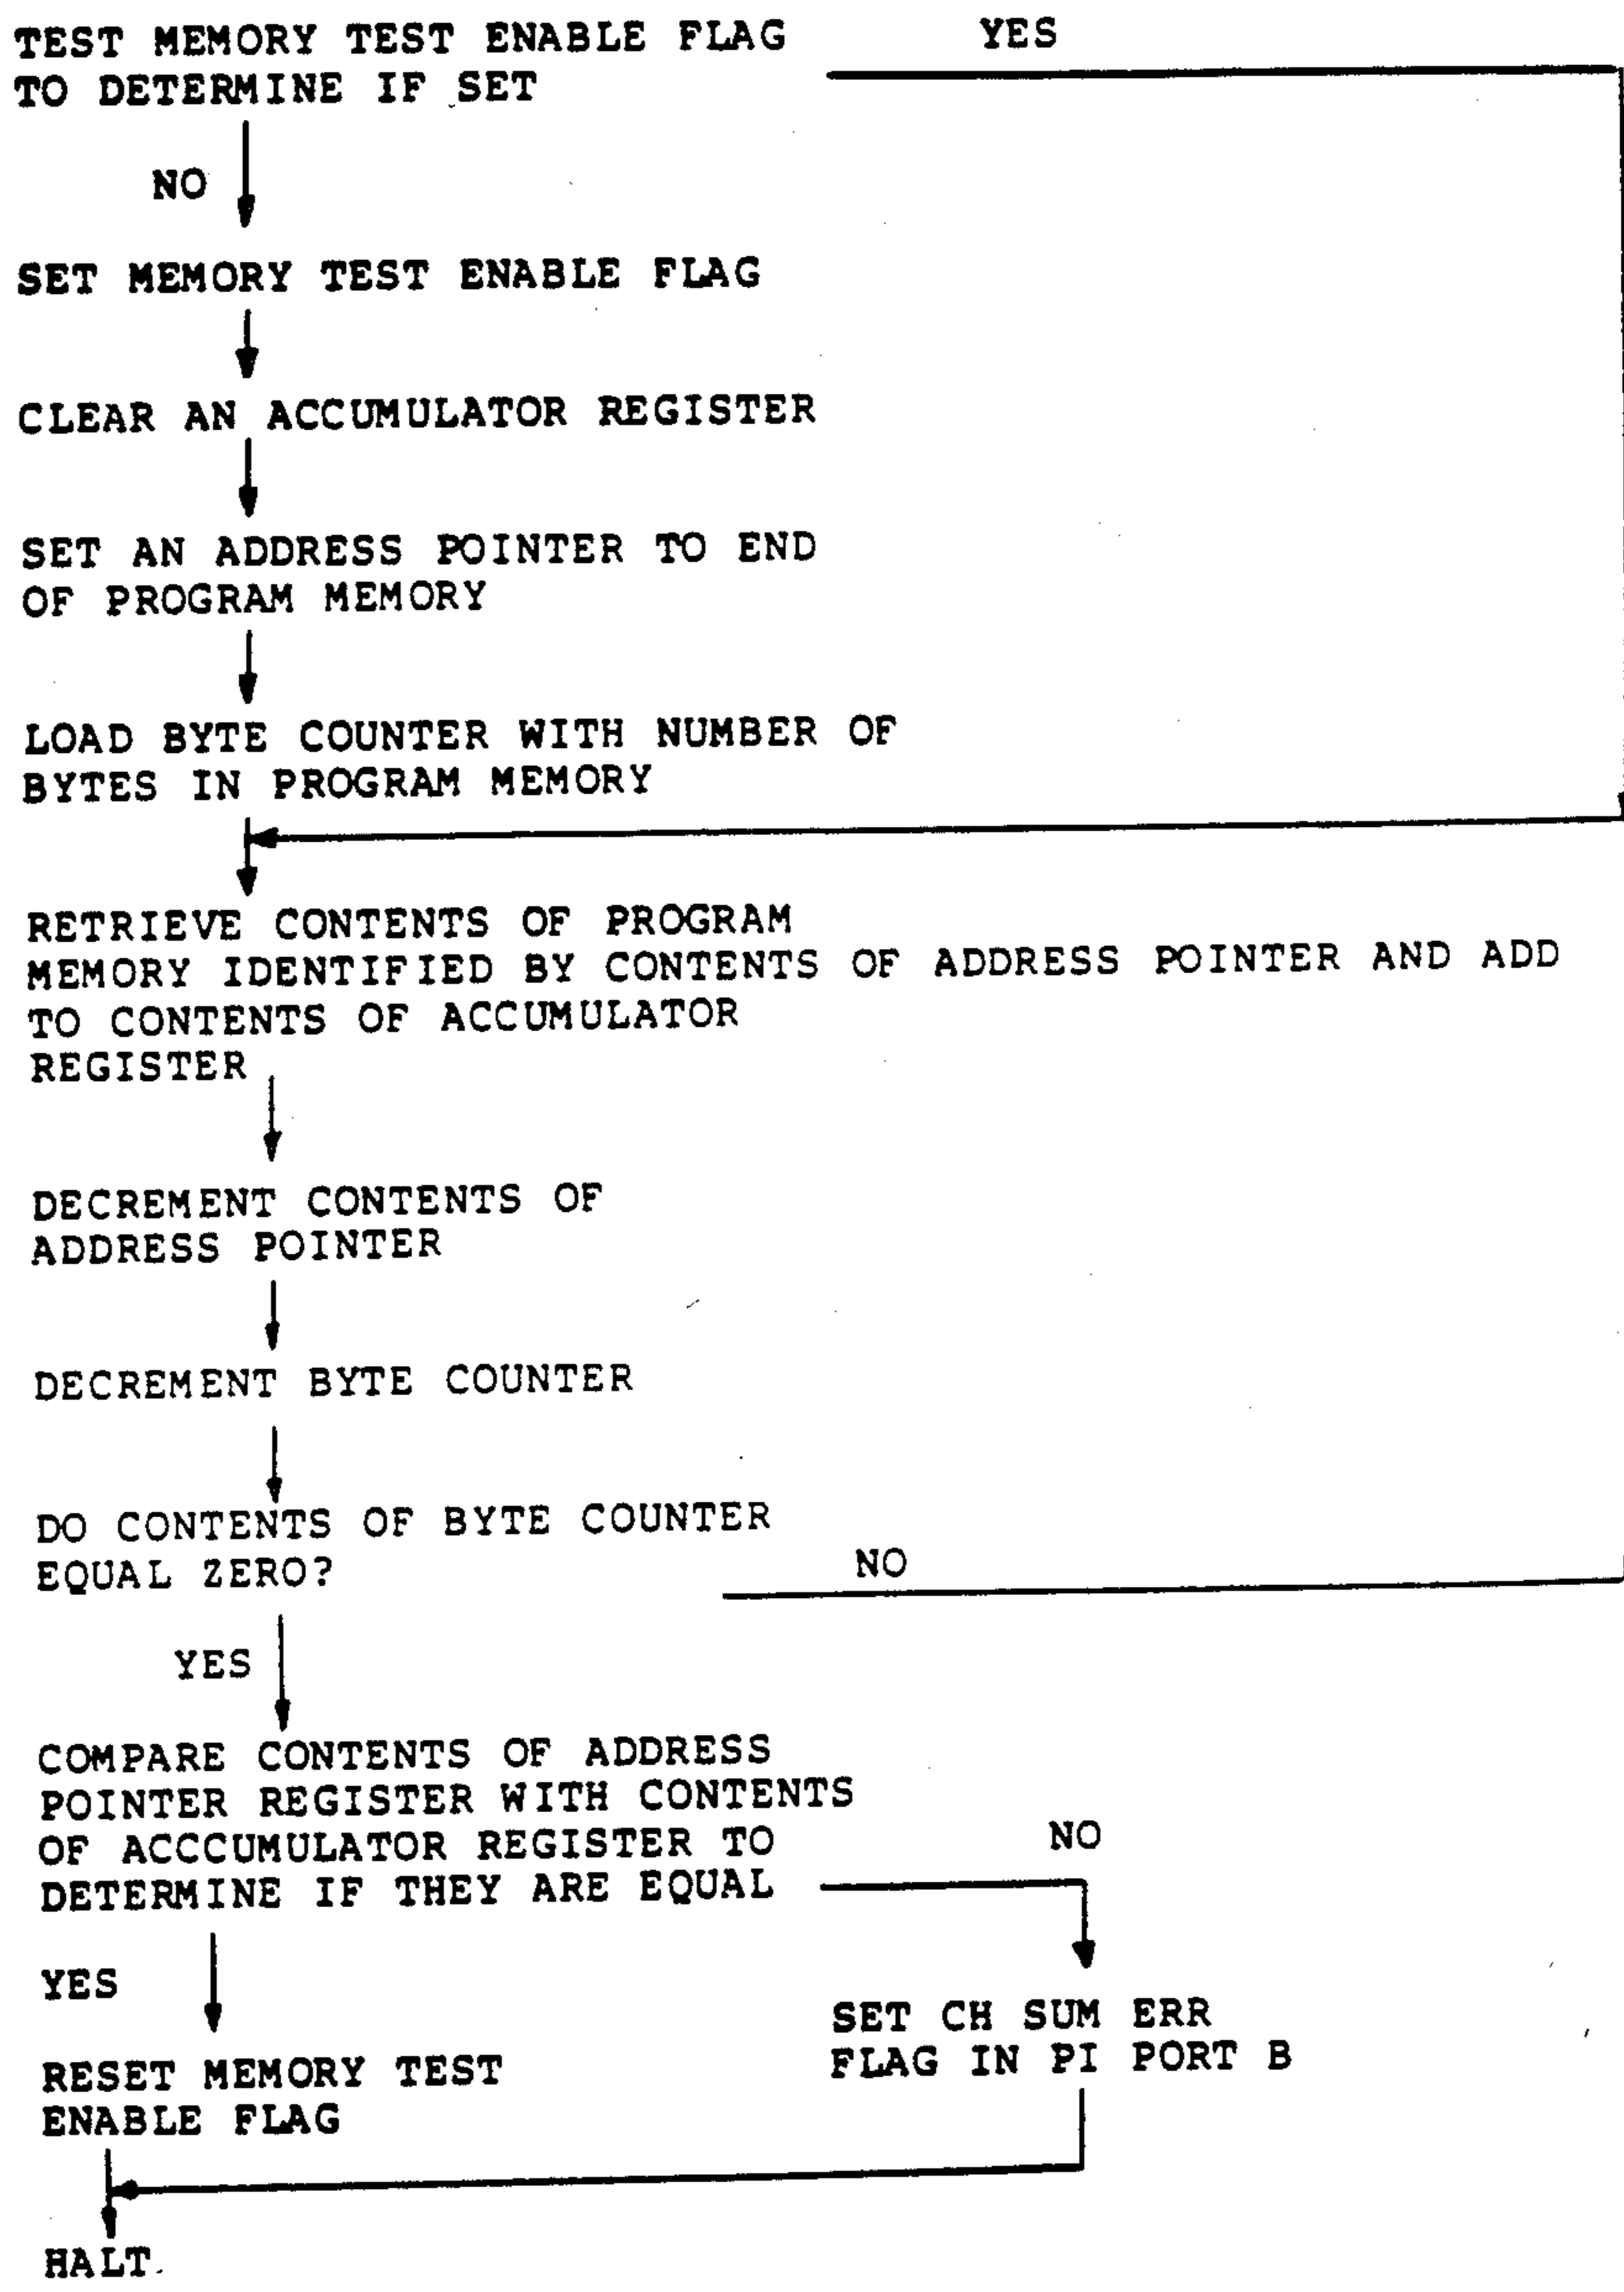 TEST MEMORY TEST ENABLE FLAG YES
TO DETERMINE IF SET
NO
SET MEMORY TEST ENABLE FLAG
CLEAR AN ACCUMULATOR REGISTER
SET AN ADDRESS POINTER TO END
OF PROGRAM MEMORY
LOAD BYTE COUNTER WITH NUMBER OF
BYTES IN PROGRAM MEMORY
RETRIEVE CONTENTS OF PROGRAM
MEMORY IDENTIFIED BY CONTENTS OF ADDRESS POINTER AND ADD
TO CONTENTS OF ACCUMULATOR
REGISTER
DECREMENT CONTENTS OF
ADDRESS POINTER
DECREMENT BYTE COUNTER
DO CONTENTS OF BYTE COUNTER
EQUAL ZERO?
NO
YES
COMPARE CONTENTS OF ADDRESS
POINTER REGISTER WITH CONTENTS
OF ACCCUMULATOR REGISTER TO
DETERMINE IF THEY ARE EQUAL
NO
YES
SET CH SUM ERR
FLAG IN PI PORT B
RESET MEMORY TEST
ENABLE FLAG
HALT